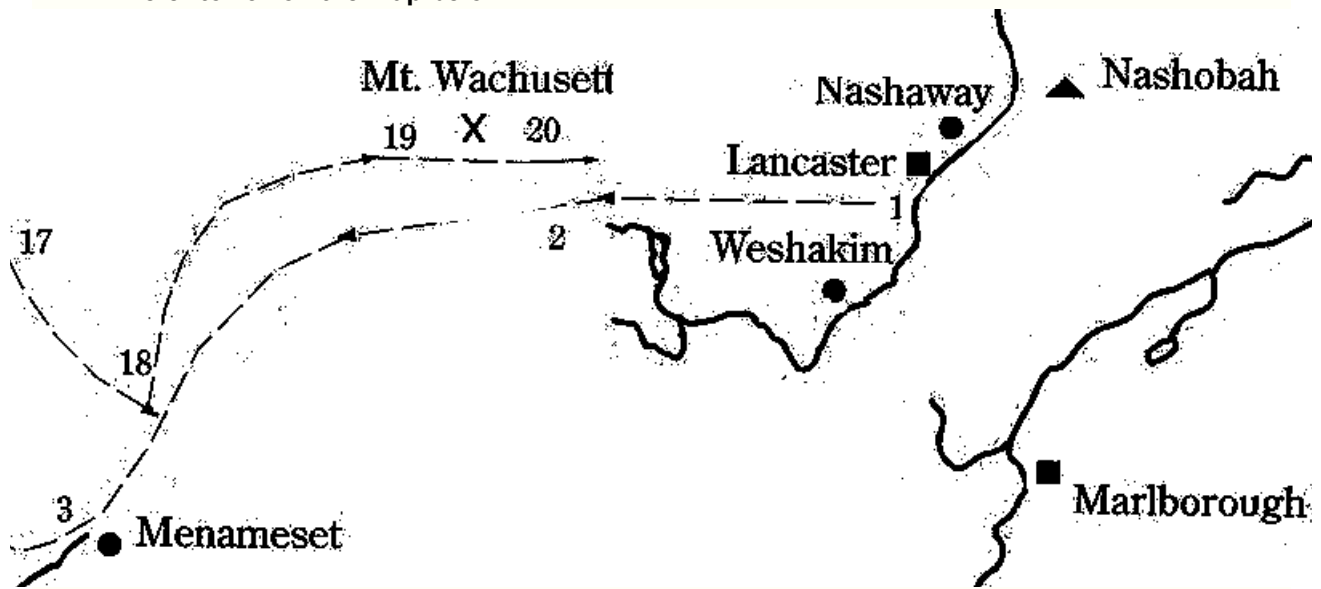 Mt. Wachusett
Nashaway
Nashobah
19 X 20
Lancaster
1
17
2
Weshakim
18
3
Menameset
Marlborough